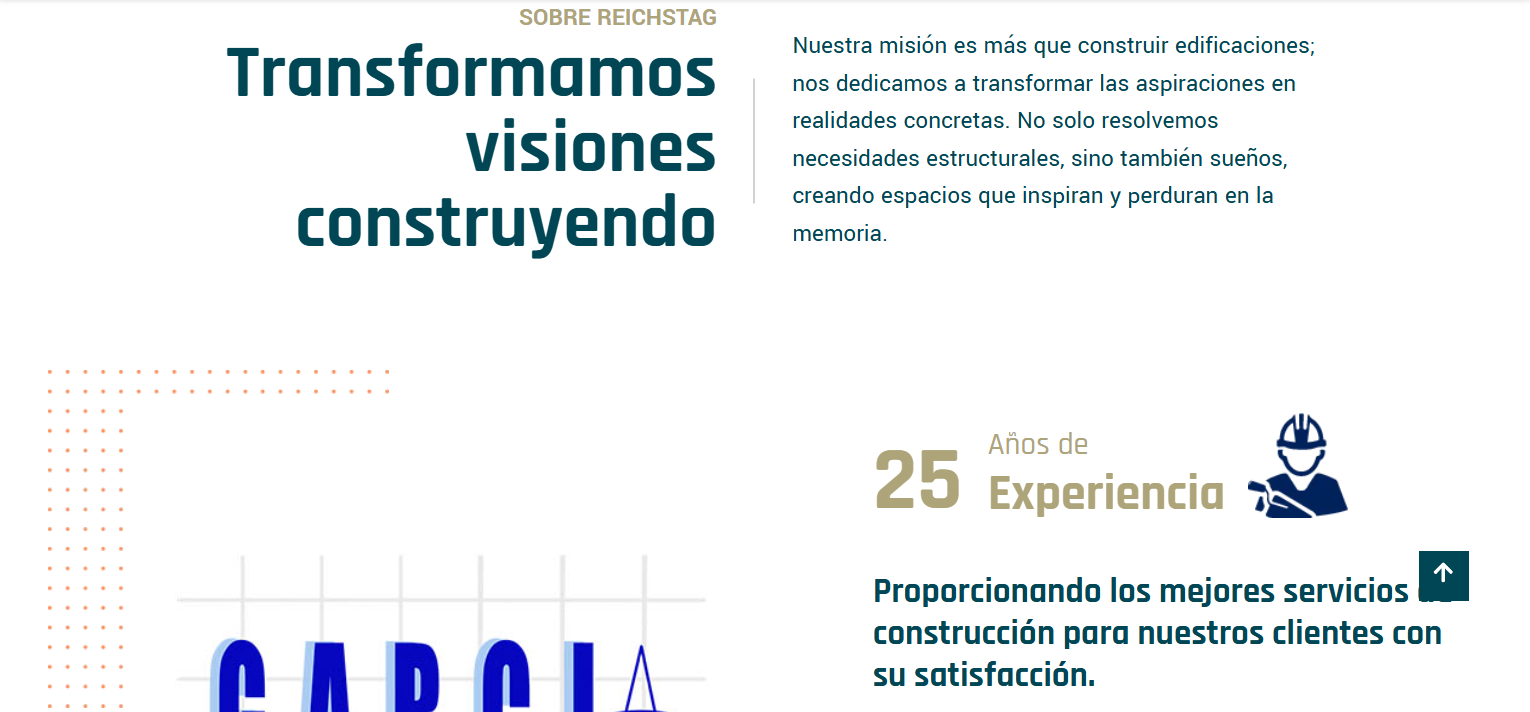 SOBRE REICHSTAG
Transformamos
visiones
construyendo
Nuestra misión es más que construir edificaciones;
nos dedicamos a transformar las aspiraciones en
realidades concretas. No solo resolvemos
necesidades estructurales, sino también sueños,
creando espacios que inspiran y perduran en la
memoria.
25
Años de
Experiencia
Proporcionando los mejores servicios
construcción para nuestros clientes con
su satisfacción.